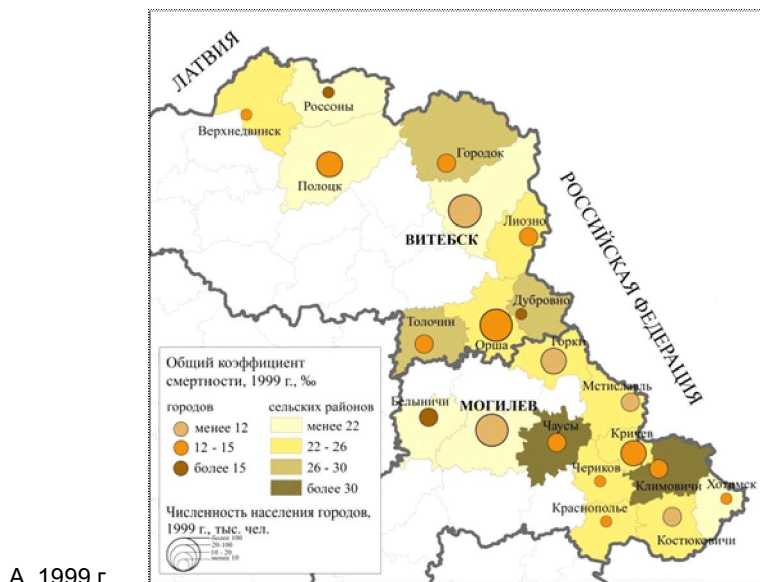 ЛАТВИЯ
Россоны
Верхнедвинск
Городок
Полоцк
РОССИЙСКАЯ ФЕДЕРАЦИЯ
Лиозно
ВИТЕБСК
Дубровно
Толочин
Орша
Горки
Общий коэффициент
смертности, 1999 г., ‰
городов
менее 12
12 - 15
более 15
сельских районов
менее 22
22 - 26
26 - 30
более 30
Численность населения городов,
1999 г., тыс. чел.
более 100
20-100
10 - 20
менее 10
Мстиславль
Белыничи
МОГИЛЕВ
Чаусы
Кричев
Чериков
Климовичи
Хотимск
Краснополье
Костюковичи
А. 1999 г.